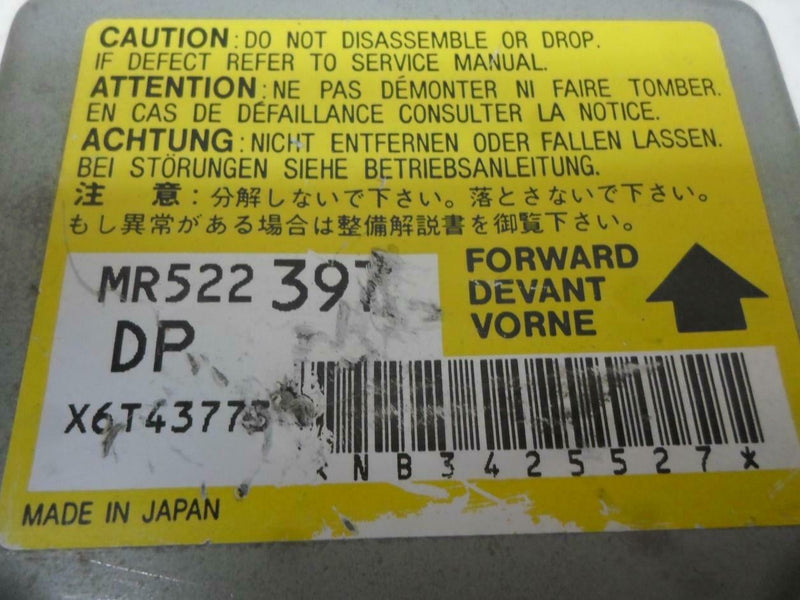 CAUTION : DO NOT DISASSEMBLE OR DROP.
IF DEFECT REFER TO SERVICE MANUAL.
ATTENTION : NE PAS DÉMONTER NI FAIRE TOMBER.
EN CAS DE DÉFAILLANCE CONSULTER LA NOTICE.
ACHTUNG : NICHT ENTFERNEN ODER FALLEN LASSEN.
BEI STÖRUNGEN SIEHE BETRIEBSANLEITUNG.
注 意 : 分解しないで下さい。落とさないで下さい。
もし異常がある場合は整備解説書を御覧下さい。
MR522 397
DP
FORWARD
DEVANT
VORNE
X6T43773
NB3425527*
MADE IN JAPAN